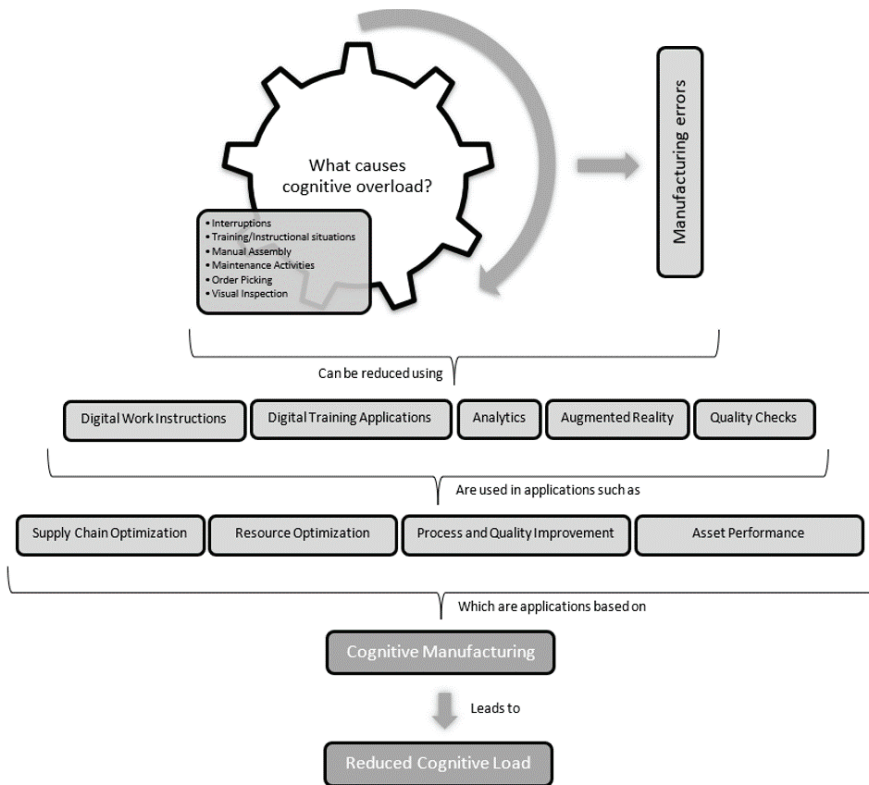 What causes
cognitive overload?
• Interruptions
• Training/Instructional situations
• Manual Assembly
• Maintenance Activities
• Order Picking
• Visual Inspection
Manufacturing errors
Can be reduced using
Digital Work Instructions
Digital Training Applications
Analytics
Augmented Reality
Quality Checks
Are used in applications such as
Supply Chain Optimization
Resource Optimization
Process and Quality Improvement
Asset Performance
Which are applications based on
Cognitive Manufacturing
Leads to
Reduced Cognitive Load